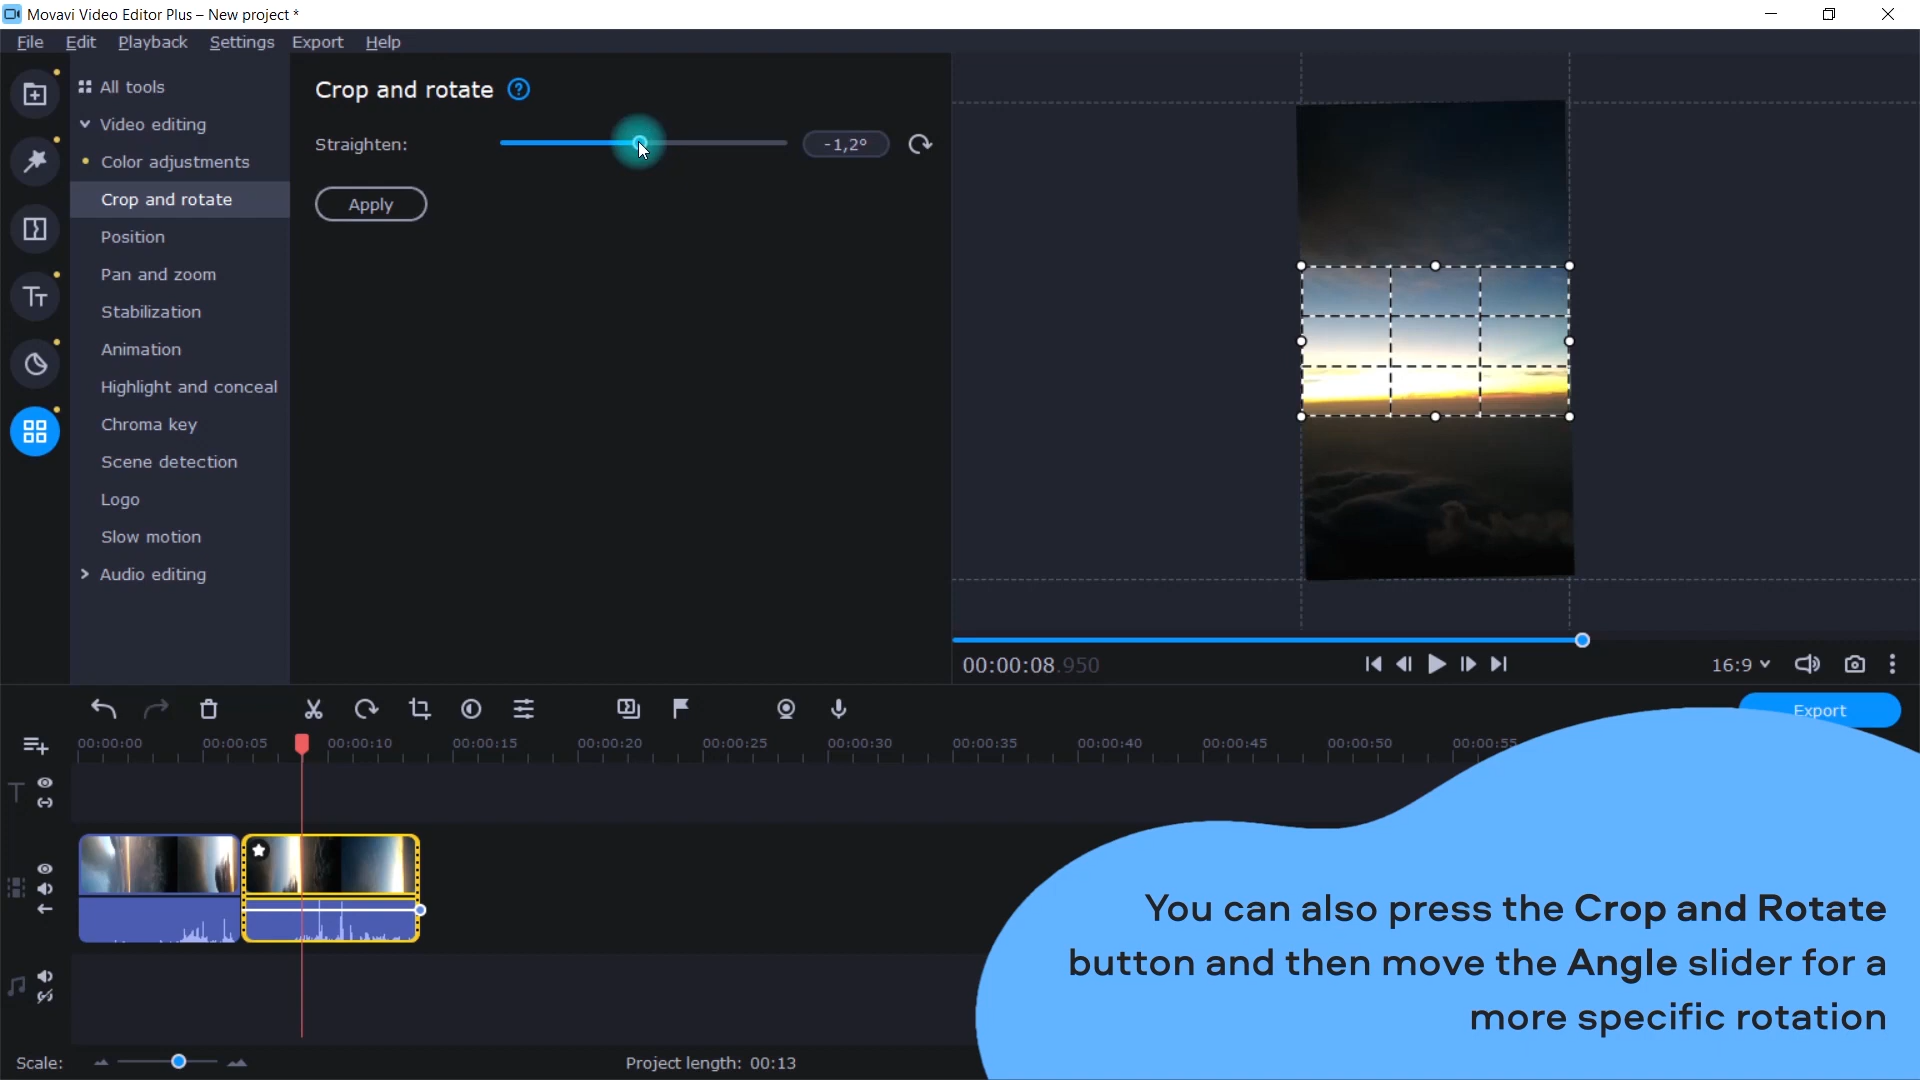 Movavi Video Editor Plus – New project *
File Edit Playback Settings Export Help
All tools
Video editing
Color adjustments
Crop and rotate
Position
Pan and zoom
Stabilization
Animation
Highlight and conceal
Chroma key
Scene detection
Logo
Slow motion
Audio editing
Crop and rotate ?
Straighten: -1,2°
Apply
00:00:08.950
16:9
Export
00:00:00 00:00:05 00:00:10 00:00:15 00:00:20 00:00:25 00:00:30 00:00:35 00:00:40 00:00:45 00:00:50 00:00:55
You can also press the Crop and Rotate
button and then move the Angle slider for a
more specific rotation
Scale:
Project length: 00:13